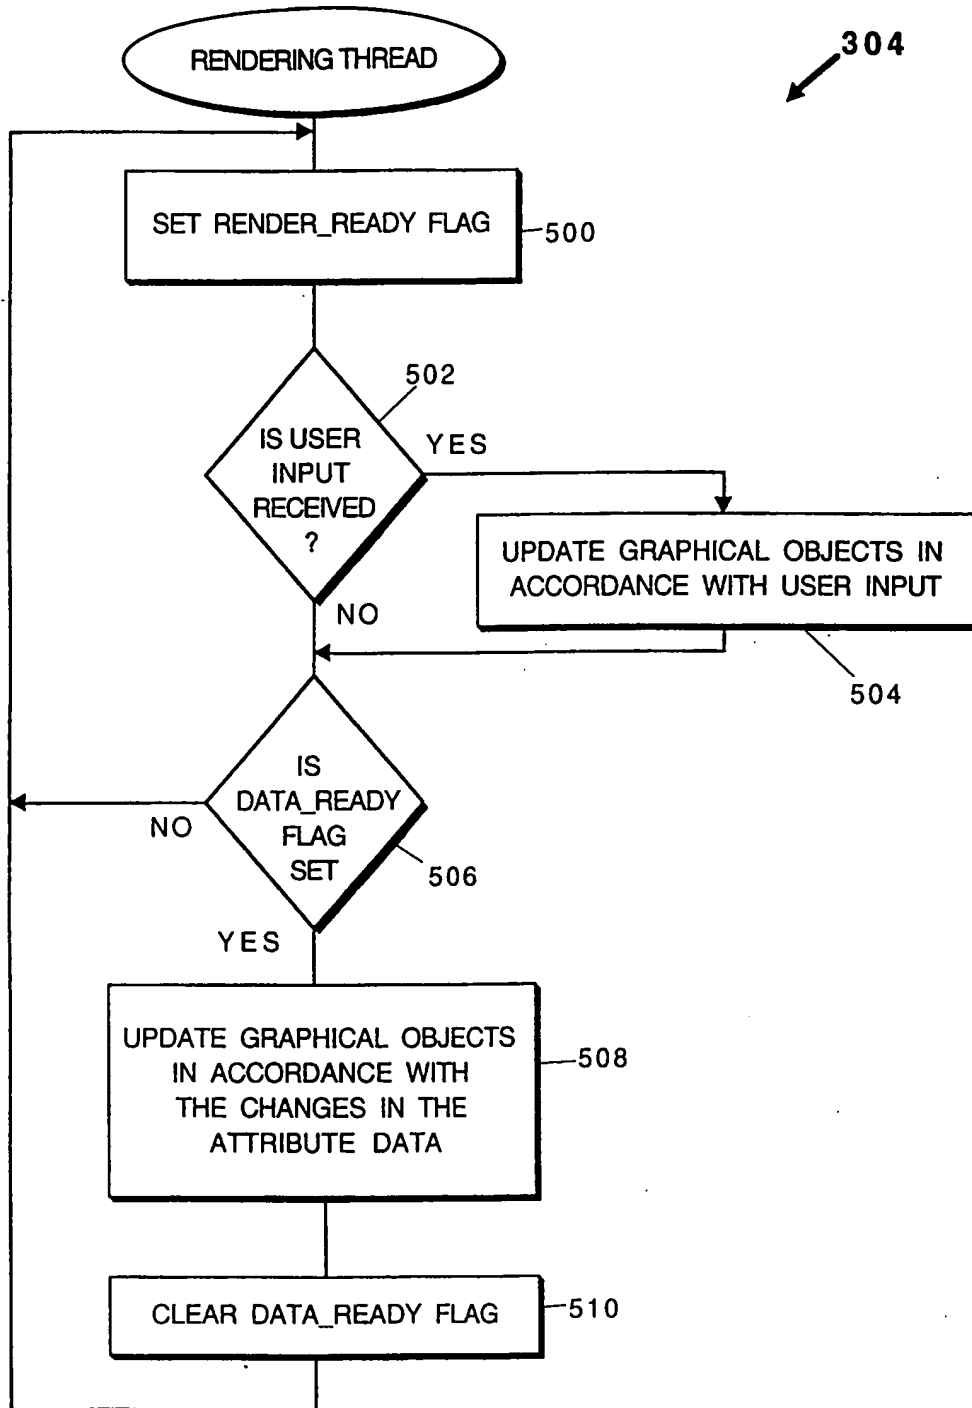 304
RENDERING THREAD
SET RENDER_READY FLAG
500
502
IS USER
INPUT
RECEIVED
?
YES
NO
UPDATE GRAPHICAL OBJECTS IN
ACCORDANCE WITH USER INPUT
504
IS
DATA_READY
FLAG
SET
NO
506
YES
UPDATE GRAPHICAL OBJECTS
IN ACCORDANCE WITH
THE CHANGES IN THE
ATTRIBUTE DATA
508
CLEAR DATA_READY FLAG
510